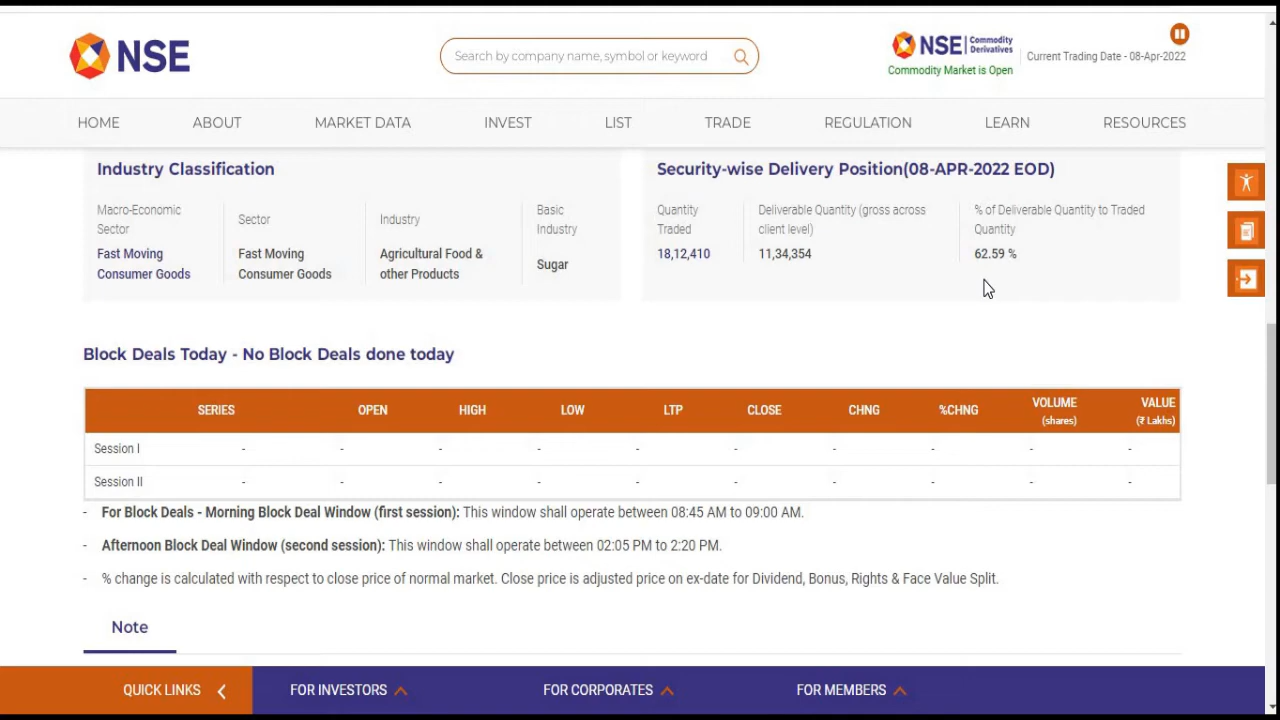 NSE
Search by company name, symbol or keyword
NSE | Commodity Derivatives
Commodity Market is Open
Current Trading Date - 08-Apr-2022
HOME ABOUT MARKET DATA INVEST LIST TRADE REGULATION LEARN RESOURCES
Industry Classification
Macro-Economic Sector
Sector
Industry
Basic Industry
Fast Moving Consumer Goods
Fast Moving Consumer Goods
Agricultural Food & other Products
Sugar
Security-wise Delivery Position(08-APR-2022 EOD)
Quantity Traded
Deliverable Quantity (gross across client level)
% of Deliverable Quantity to Traded Quantity
18,12,410
11,34,354
62.59 %
Block Deals Today - No Block Deals done today
SERIES OPEN HIGH LOW LTP CLOSE CHNG %CHNG VOLUME (shares) VALUE (₹ Lakhs)
Session I - - - - - - - - - -
Session II - - - - - - - - - -
- For Block Deals - Morning Block Deal Window (first session): This window shall operate between 08:45 AM to 09:00 AM.
- Afternoon Block Deal Window (second session): This window shall operate between 02:05 PM to 2:20 PM.
- % change is calculated with respect to close price of normal market. Close price is adjusted price on ex-date for Dividend, Bonus, Rights & Face Value Split.
Note
QUICK LINKS FOR INVESTORS FOR CORPORATES FOR MEMBERS